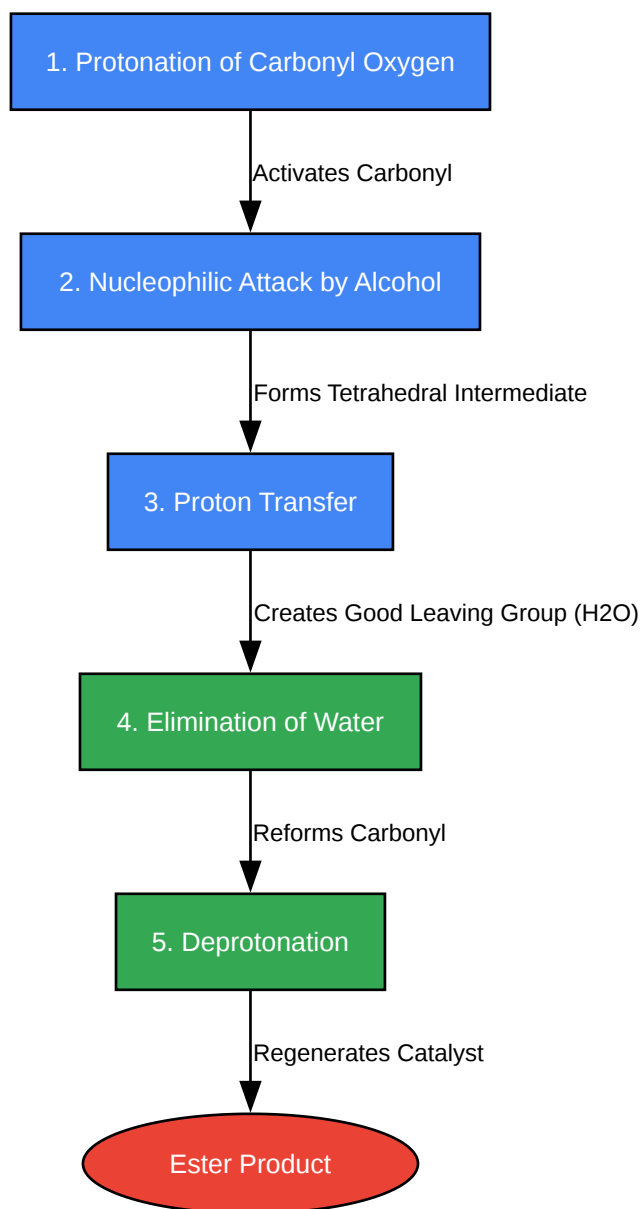 1. Protonation of Carbonyl Oxygen
Activates Carbonyl
2. Nucleophilic Attack by Alcohol
Forms Tetrahedral Intermediate
3. Proton Transfer
Creates Good Leaving Group (H2O)
4. Elimination of Water
Reforms Carbonyl
5. Deprotonation
Regenerates Catalyst
Ester Product